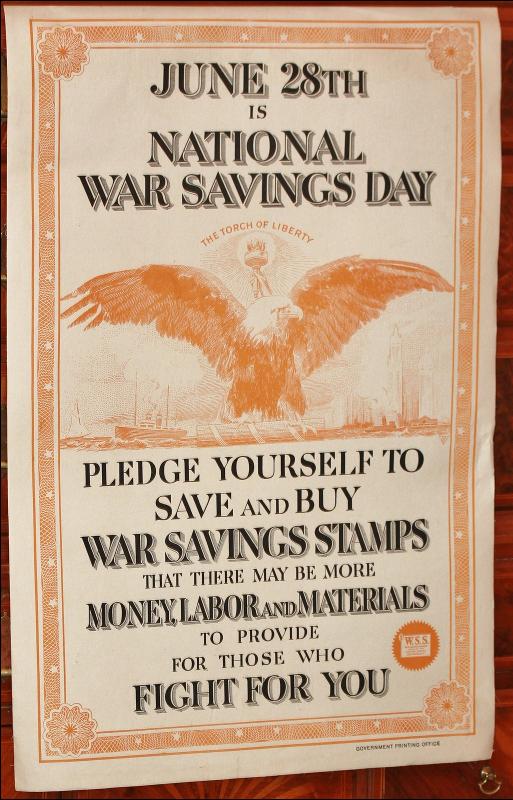 JUNE 28TH
IS
NATIONAL
WAR SAVINGS DAY
THE TORCH OF LIBERTY
PLEDGE YOURSELF TO
SAVE AND BUY
WAR SAVINGS STAMPS
THAT THERE MAY BE MORE
MONEY, LABOR AND MATERIALS
TO PROVIDE
FOR THOSE WHO
FIGHT FOR YOU
W.S.S.
GOVERNMENT PRINTING OFFICE